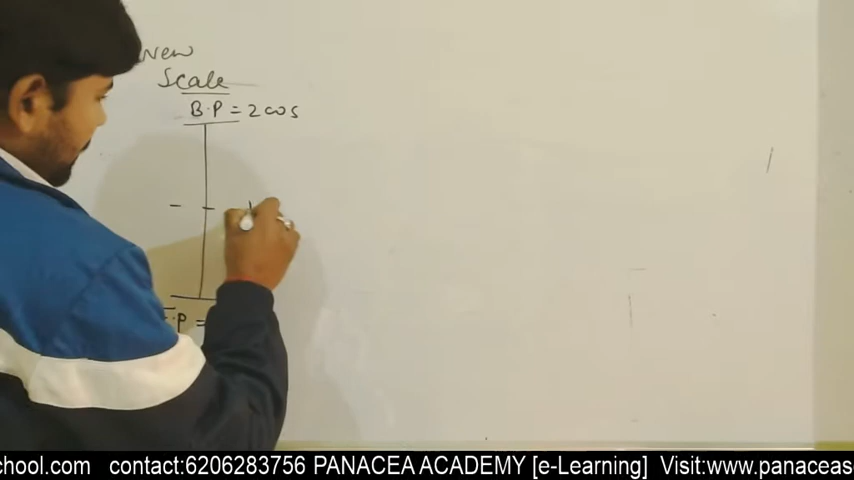 New
Scale
B.P = 2cos
F.P =
chool.com contact:6206283756 PANACEA ACADEMY [e-Learning] Visit:www.panaceas